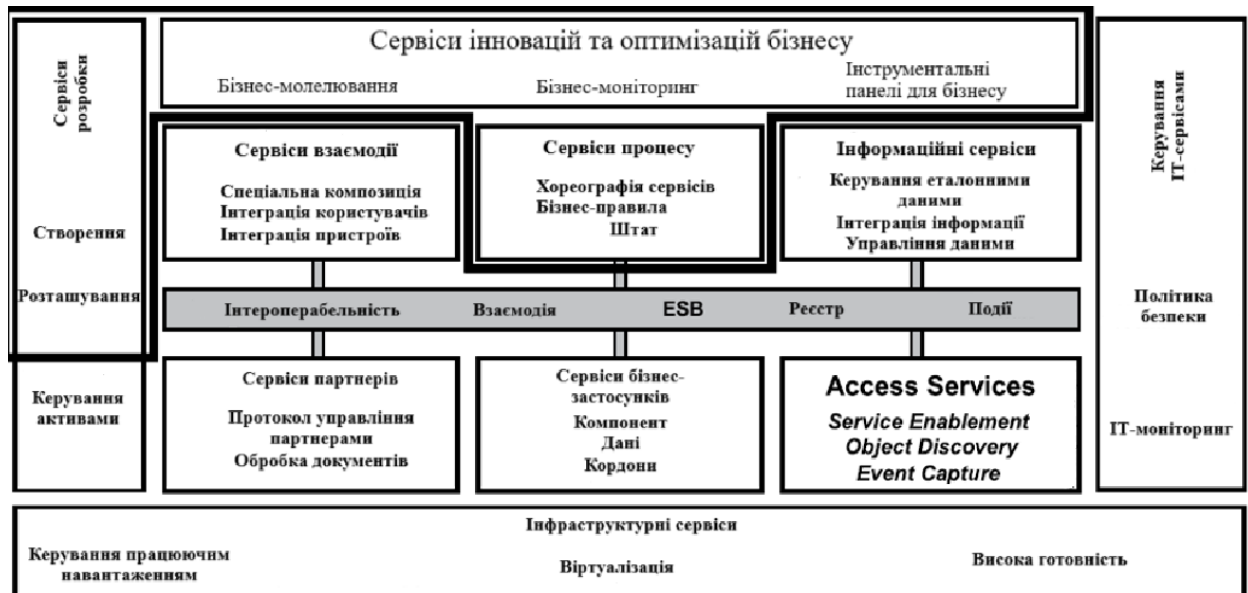 Сервіси розробки
Створення
Розташування
Керування
активами
Сервіси інновацій та оптимізацій бізнесу
Бізнес-молелювання
Бізнес-моніторинг
Інструментальні
панелі для бізнесу
Сервіси взаємодії
Спеціальна композиція
Інтеграція користувачів
Інтеграція пристроїв
Сервіси процесу
Хореографія сервісів
Бізнес-правила
Штат
Інформаційні сервіси
Керування еталонними
даними
Інтеграція інформації
Управління даними
Інтероперабельність Взаємодія ESB Реєстр Події
Сервіси партнерів
Протокол управління
партнерами
Обробка документів
Сервіси бізнес-
застосунків
Компонент
Дані
Кордони
Access Services
Service Enablement
Object Discovery
Event Capture
Керування
ІТ-сервісами
Політика
безпеки
ІТ-моніторинг
Інфраструктурні сервіси
Керування працюючим
навантаженням
Віртуалізація
Висока готовність